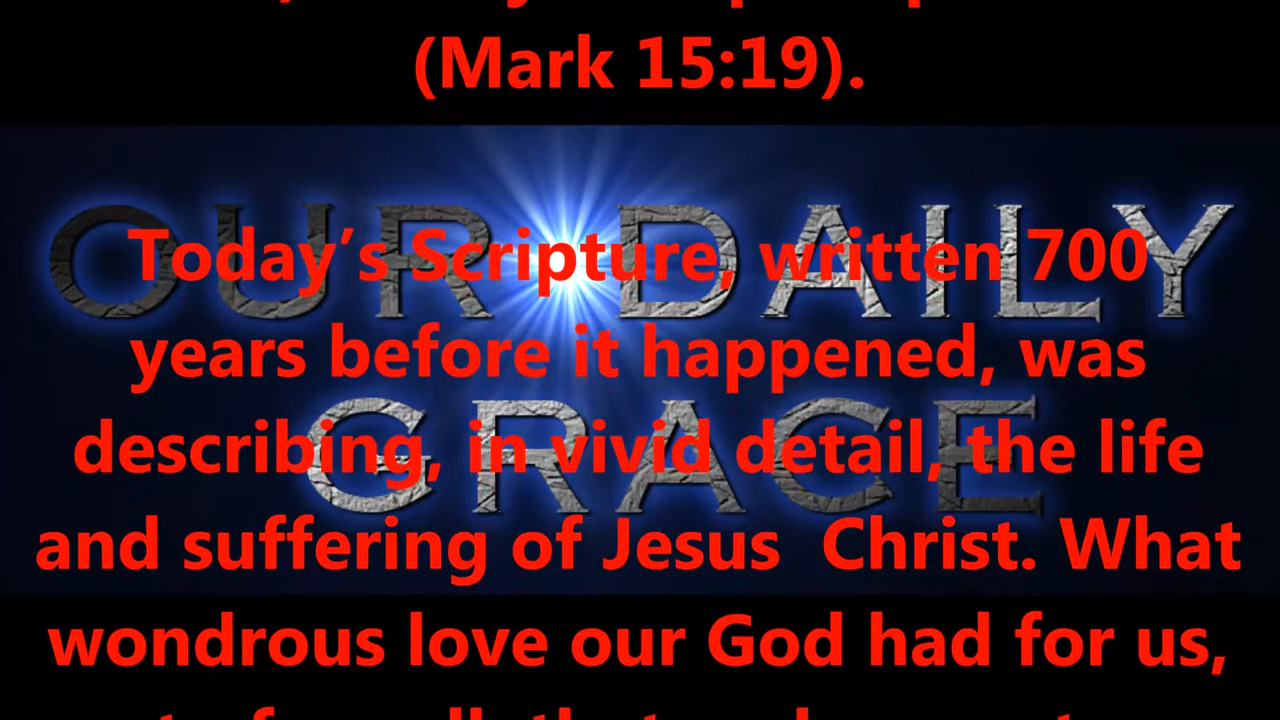 (Mark 15:19).
OUR DAILY
GRACE
Today’s Scripture, written 700
years before it happened, was
describing, in vivid detail, the life
and suffering of Jesus  Christ. What
wondrous love our God had for us,